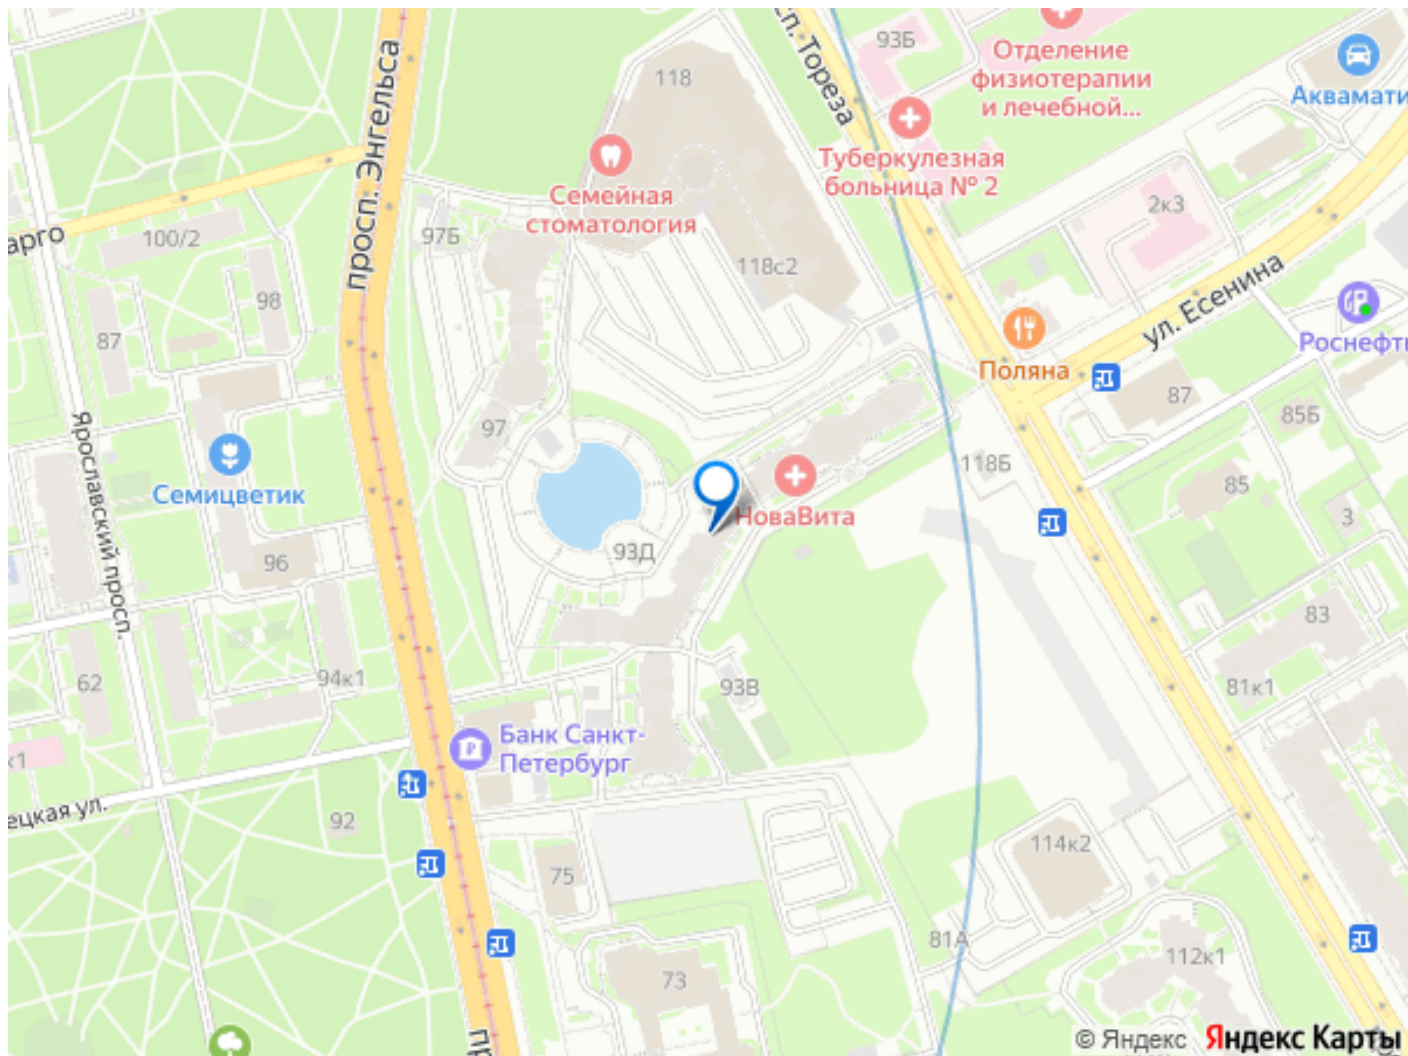 118
93Б
Отделение
физиотерапии
и лечебной...
Аквамати
сп. Тореза
просп. Энгельса
Семейная
стоматология
Туберкулезная
больница № 2
2к3
арго
100/2
97Б
118с2
98
ул. Есенина
87
Поляна
Роснефть
87
85Б
97
Ярославский просп.
Семицветик
118Б
85
НоваВита
3
93Д
96
83
62
94к1
93В
81к1
к1
Банк Санкт-
Петербург
ецкая ул.
92
114к2
75
81А
73
112к1
пр
© Яндекс Яндекс Карты